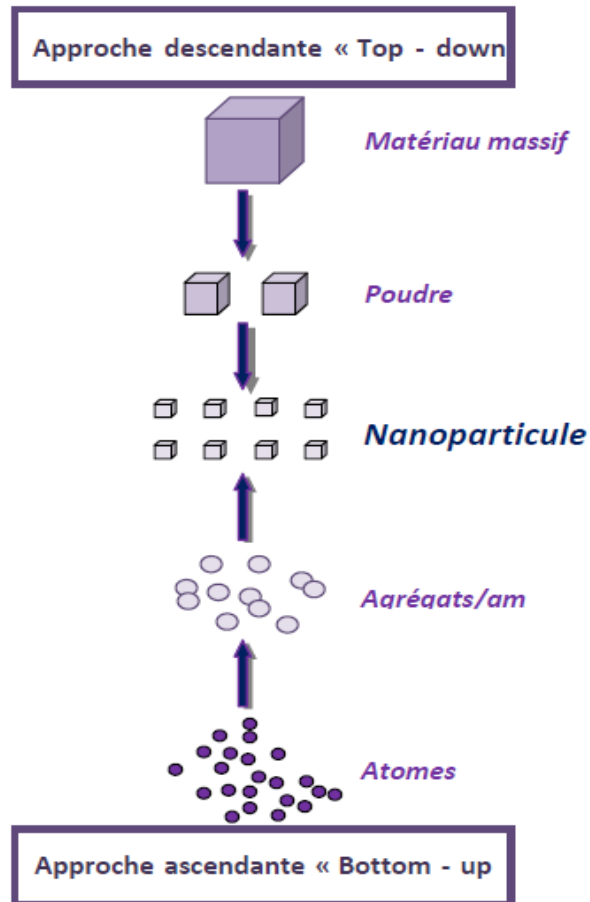 Approche descendante « Top - down
Matériau massif
Poudre
Nanoparticule
Agrégats/am
Atomes
Approche ascendante « Bottom - up